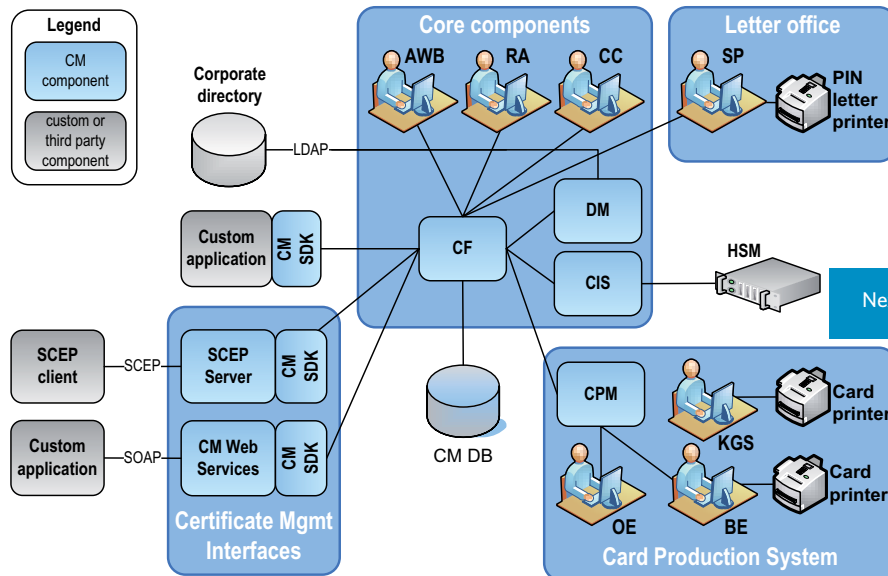 Legend
CM
component
custom or
third party
component
Corporate
directory
Core components
AWB
RA
CC
Letter office
SP
PIN
letter
printer
LDAP
DM
Custom
application
CM
SDK
CF
CIS
HSM
Ne
SCEP
client
SCEP
SCEP
Server
CM
SDK
Custom
application
SOAP
CM Web
Services
CM
SDK
CM DB
Certificate Mgmt
Interfaces
CPM
KGS
Card
printer
OE
BE
Card
printer
Card Production System